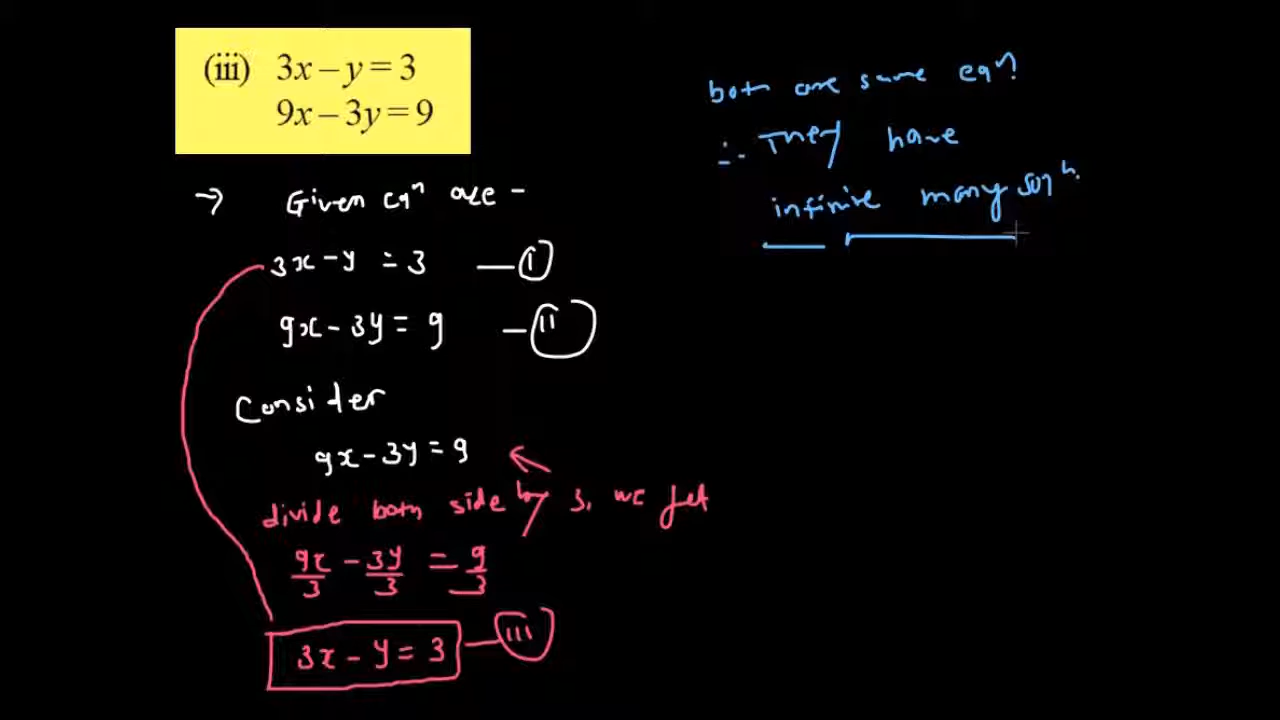 (iii) 3x – y = 3
9x – 3y = 9
→ Given eqⁿ are -
3x - y = 3 — (I)
9x - 3y = 9 — (II)
Consider
9x - 3y = 9
divide both side by 3, we get
9x/3 - 3y/3 = 9/3
3x - y = 3 — (III)
both are same eqⁿ.
∴ They have
infinite many solⁿ.